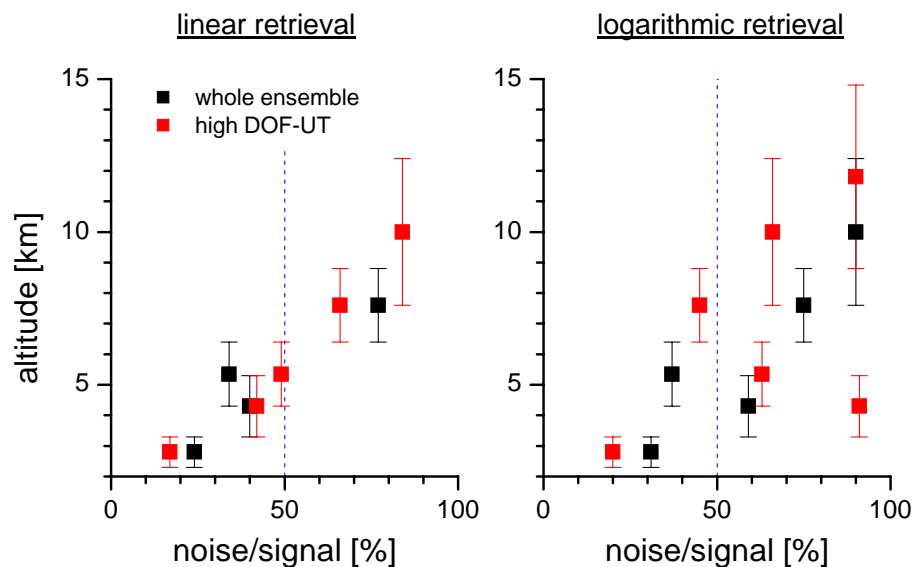 linear retrieval
logarithmic retrieval
15
10
5
altitude [km]
whole ensemble
high DOF-UT
0
50
100
noise/signal [%]
15
10
5
0
50
100
noise/signal [%]